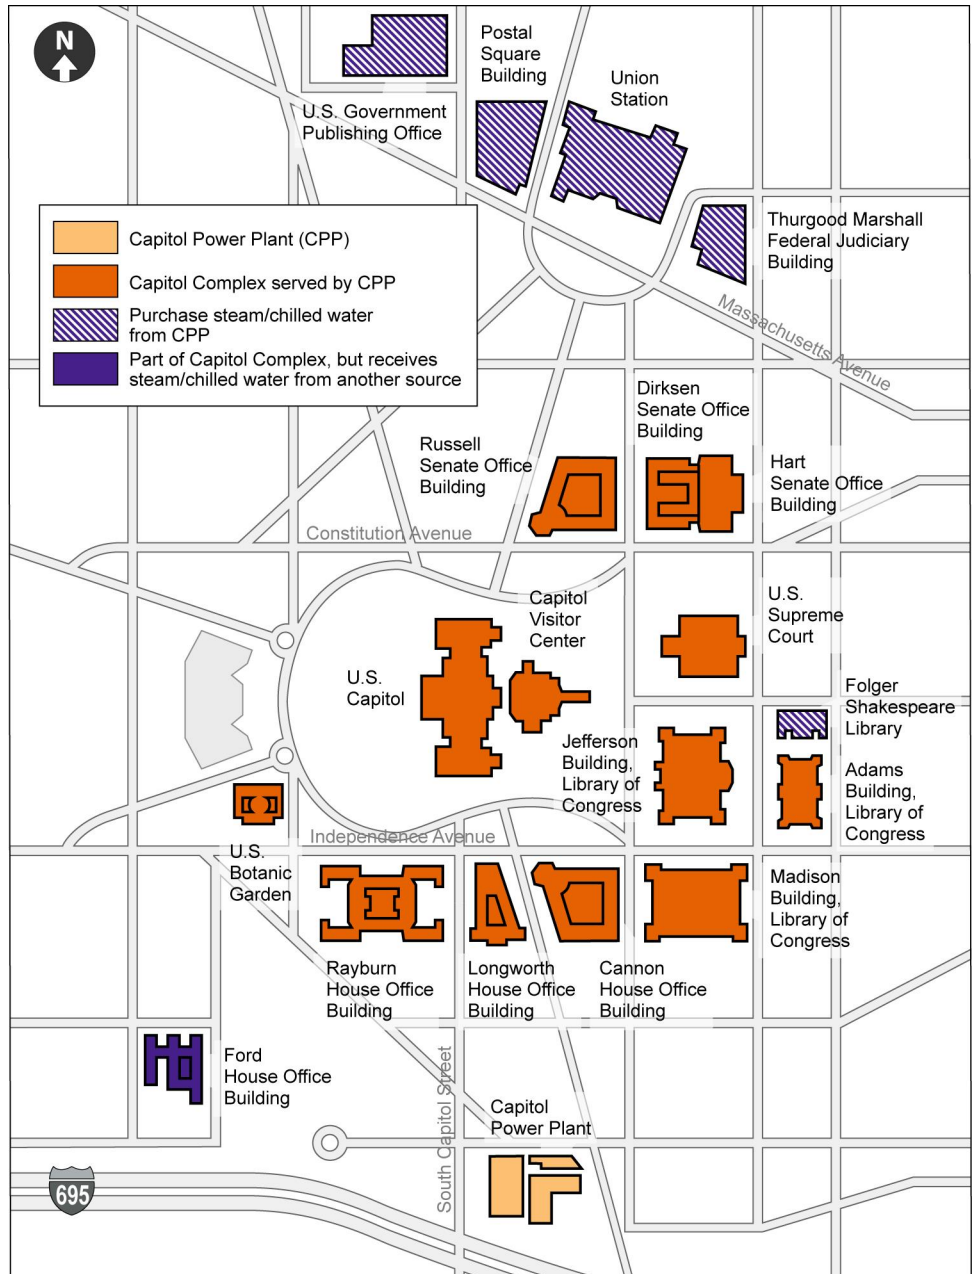 N
Postal
Square
Building
Union
Station
U.S. Government
Publishing Office
Thurgood Marshall
Federal Judiciary
Building
Capitol Power Plant (CPP)
Capitol Complex served by CPP
Purchase steam/chilled water
from CPP
Part of Capitol Complex, but receives
steam/chilled water from another source
Massachusetts Avenue
Dirksen
Senate Office
Building
Russell
Senate Office
Building
Hart
Senate Office
Building
Constitution Avenue
Capitol
Visitor
Center
U.S.
Supreme
Court
U.S.
Capitol
Folger
Shakespeare
Library
Jefferson
Building,
Library of
Congress
Adams
Building,
Library of
Congress
Independence Avenue
U.S.
Botanic
Garden
Madison
Building,
Library of
Congress
Rayburn
House Office
Building
Longworth
House Office
Building
Cannon
House Office
Building
Ford
House Office
Building
South Capitol Street
Capitol
Power Plant
695